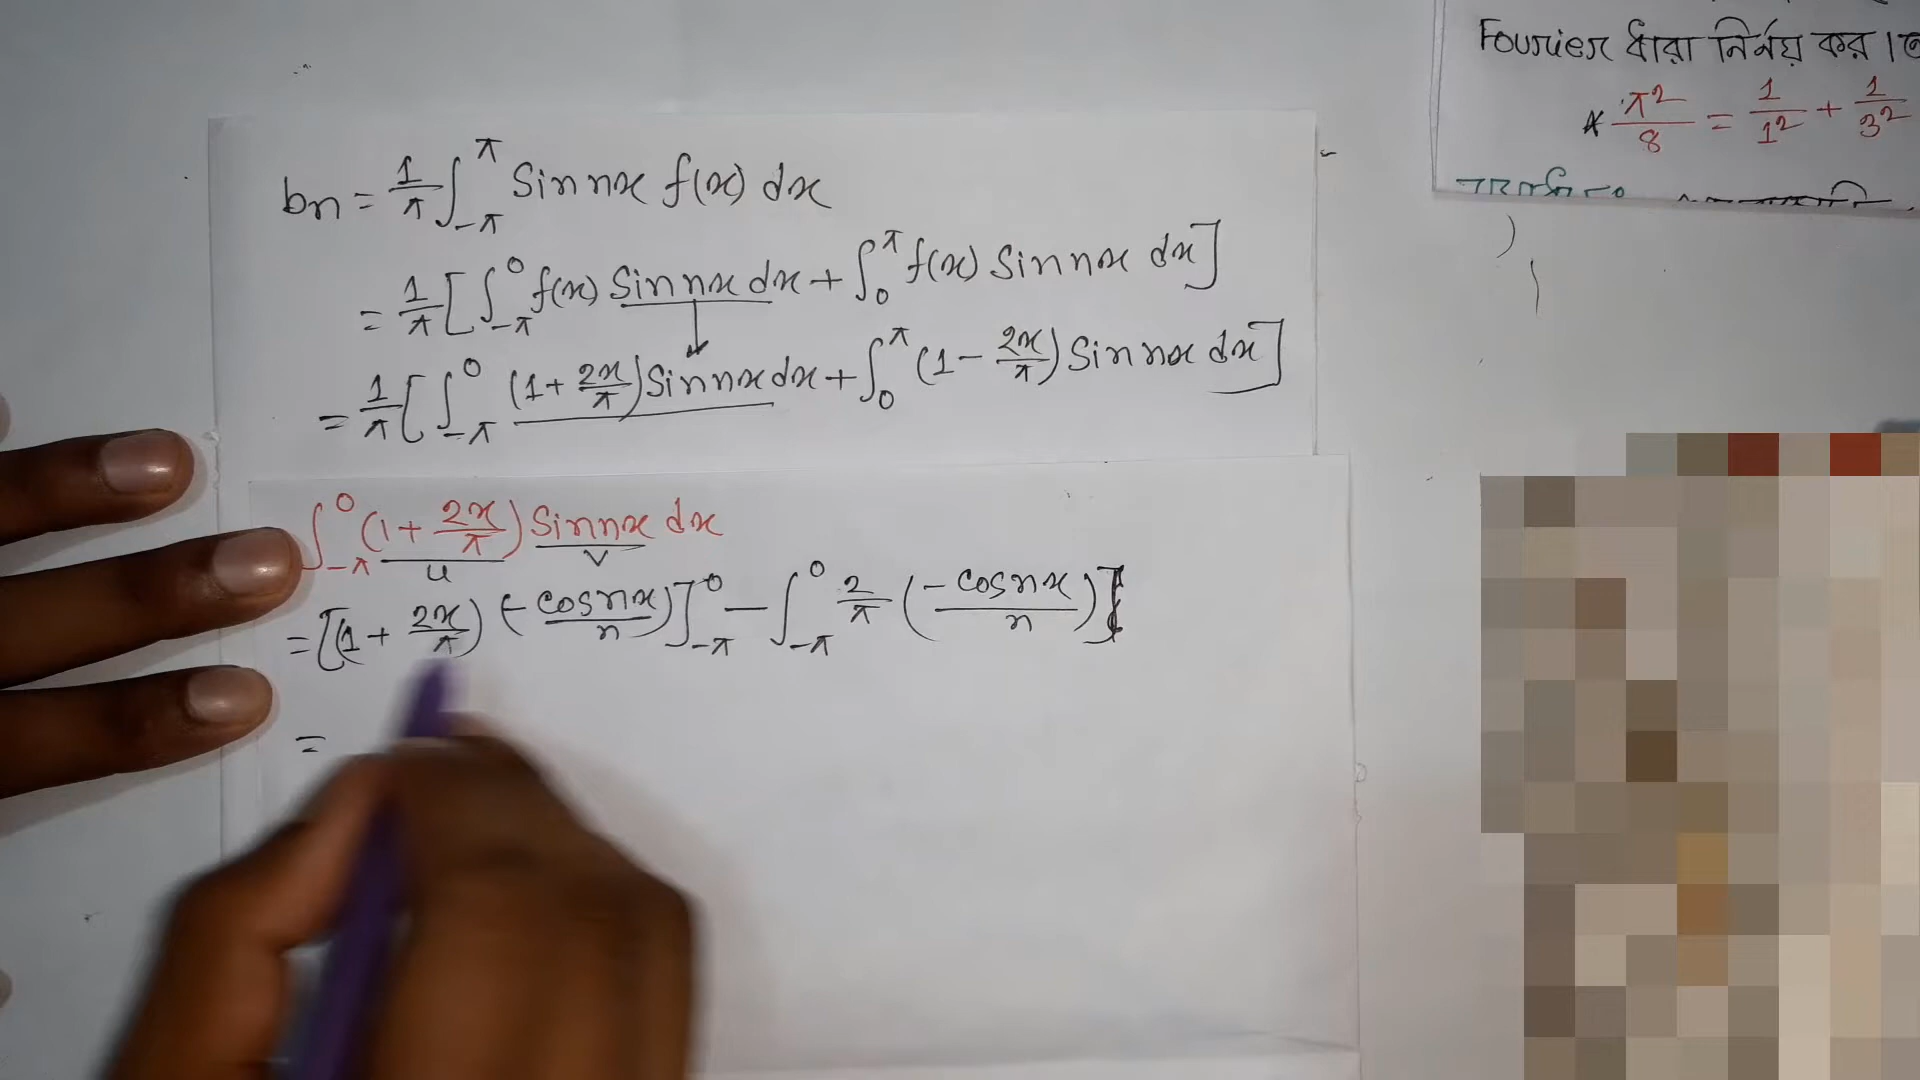 Fourier ধারা নির্নয় কর।
* π²/8 = 1/1² + 1/3²
bn = 1/π ∫_{-π}^{π} Sin nx f(x) dx
= 1/π [∫_{-π}^{0} f(x) Sin nx dx + ∫_{0}^{π} f(x) Sin nx dx]
= 1/π [∫_{-π}^{0} (1 + 2x/π) Sin nx dx + ∫_{0}^{π} (1 - 2x/π) Sin nx dx]
∫_{-π}^{0} (1 + 2x/π) Sin nx dx
u v
= [(1 + 2x/π) (-cos nx/n)]_{-π}^{0} - ∫_{-π}^{0} 2/π (-cos nx/n)]
=